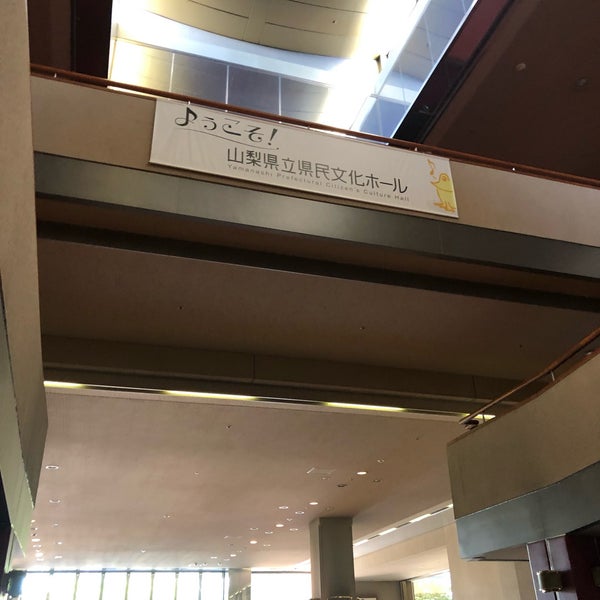 ♪ようこそ!
山梨県立県民文化ホール
Yamanashi Prefectural Citizen's Culture Hall